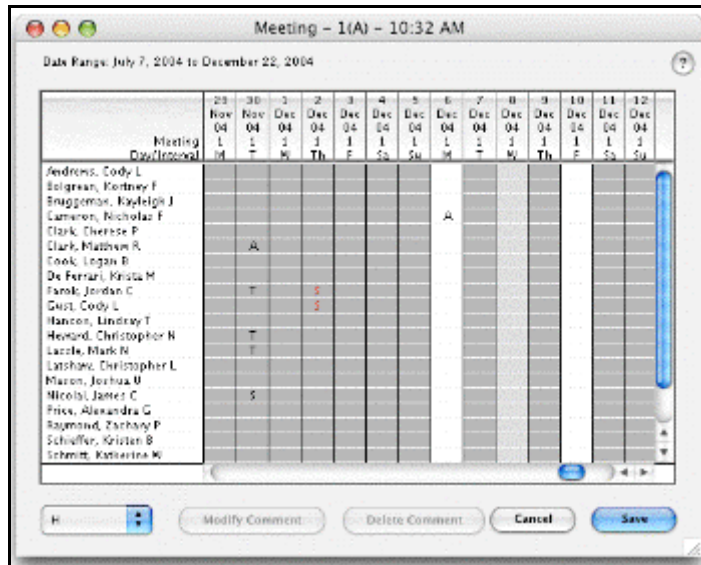 Meeting – 1(A) – 10:32 AM
Date Range: July 7, 2004 to December 22, 2004
?
29 30 1 2 3 4 5 6 7 8 9 10 11 12
Nov Nov Dec Dec Dec Dec Dec Dec Dec Dec Dec Dec Dec Dec
04 04 04 04 04 04 04 04 04 04 04 04 04 04
Meeting 1 1 1 1 1 1 1 1 1 1 1 1 1 1
Day/Interval M T W Th F Sa Su M T W Th F Sa Su
Andrews, Cody L
Bolgrean, Kortney F
Bruggeman, Kayleigh J
Cameron, Nicholas F A
Clark, Cherese P
Clark, Matthew R A
Cook, Logan B
De Ferrari, Krista M
Farok, Jordan C T S
Gust, Cody L S
Hancon, Lindsay T
Heward, Christopher N T
Laszle, Mark N T
Latshaw, Christopher L
Mason, Joshua U
Nicolai, James C S
Price, Alexandra G
Raymond, Zachary P
Schieffer, Kristen B
Schmitt, Katherine M
H
Modify Comment
Delete Comment
Cancel
Save